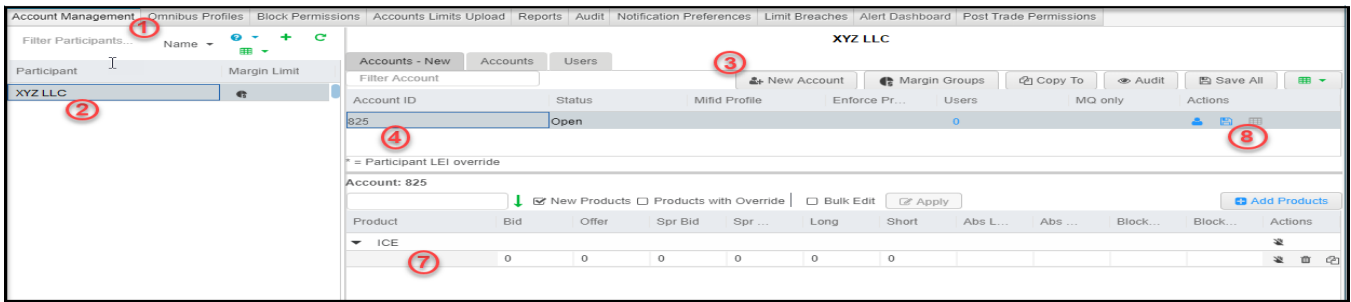 Account Management Omnibus Profiles Block Permissions Accounts Limits Upload Reports Audit Notification Preferences Limit Breaches Alert Dashboard Post Trade Permissions
1
Filter Participants... Name
XYZ LLC
Accounts - New Accounts Users
3
Participant Margin Limit
Filter Account New Account Margin Groups Copy To Audit Save All
XYZ LLC
2
Account ID Status Mifid Profile Enforce Pr... Users MQ only Actions
825 Open 0
4 8
* = Participant LEI override
Account: 825
New Products Products with Override Bulk Edit Apply Add Products
Product Bid Offer Spr Bid Spr ... Long Short Abs L... Abs ... Block... Block... Actions
ICE
7 0 0 0 0 0 0